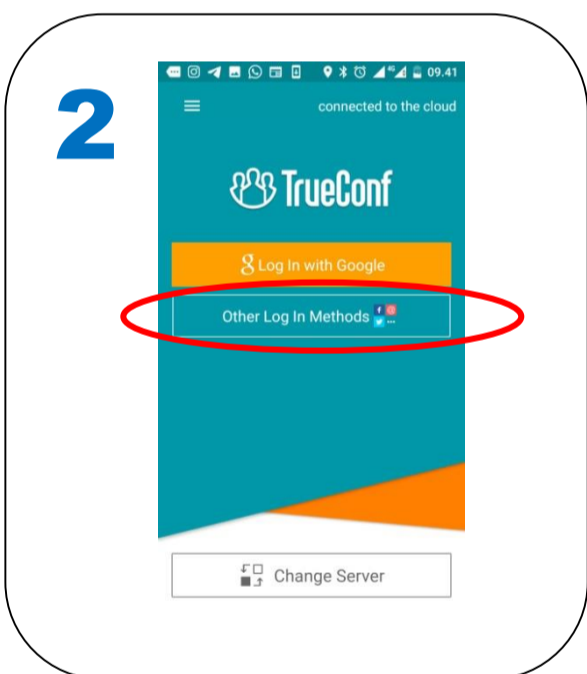 2
09.41
connected to the cloud
TrueConf
g Log In with Google
Other Log In Methods
Change Server